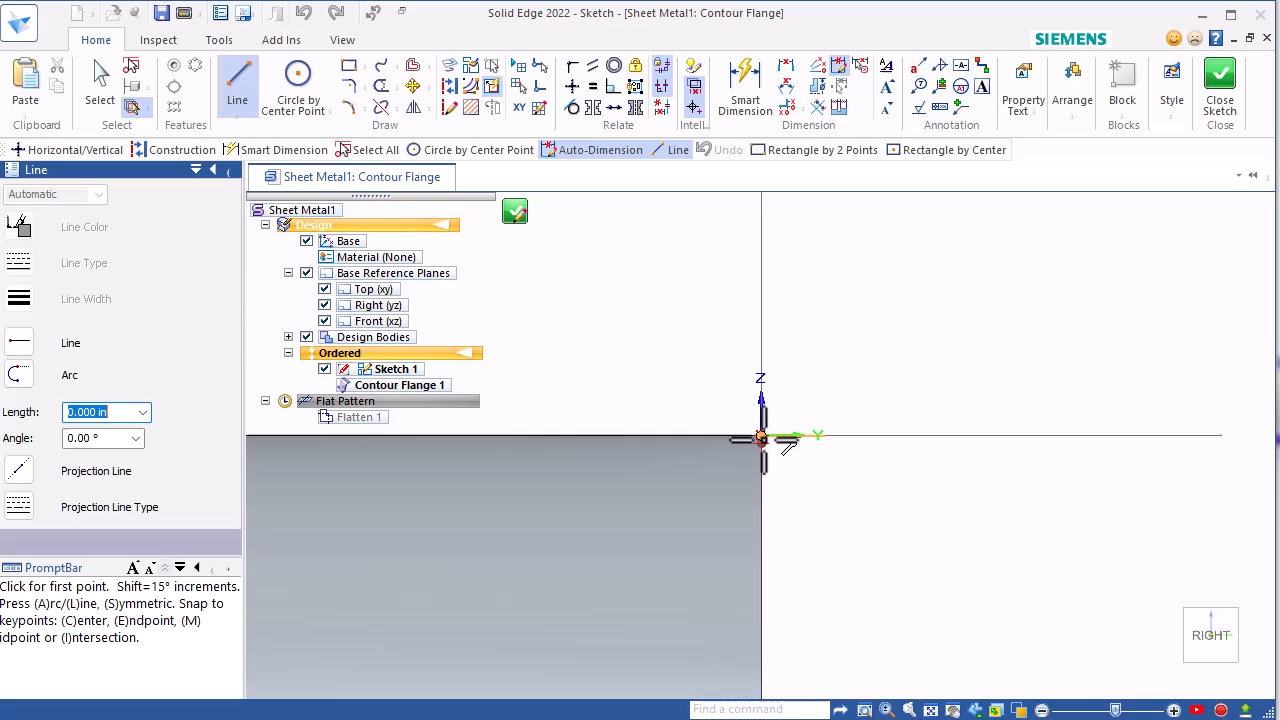 Solid Edge 2022 - Sketch - [Sheet Metal1: Contour Flange]
Home
Inspect
Tools
Add Ins
View
SIEMENS
Paste
Select
Line
Circle by
Center Point
Smart
Dimension
Property
Text
Arrange
Block
Style
Close
Sketch
Clipboard
Select
Features
Draw
Relate
Intelli..
Dimension
Annotation
Blocks
Close
Horizontal/Vertical
Construction
Smart Dimension
Select All
Circle by Center Point
Auto-Dimension
Line
Undo
Rectangle by 2 Points
Rectangle by Center
Line
Sheet Metal1: Contour Flange
Automatic
Line Color
Line Type
Line Width
Line
Arc
Length:
0.000 in
Angle:
0.00 °
Projection Line
Projection Line Type
PromptBar
Click for first point. Shift=15° increments.
Press (A)rc/(L)ine, (S)ymmetric. Snap to
keypoints: (C)enter, (E)ndpoint, (M)
idpoint or (I)ntersection.
Sheet Metal1
Design
Base
Material (None)
Base Reference Planes
Top (xy)
Right (yz)
Front (xz)
Design Bodies
Ordered
Sketch 1
Contour Flange 1
Flat Pattern
Flatten 1
Z
Y
RIGHT
Find a command